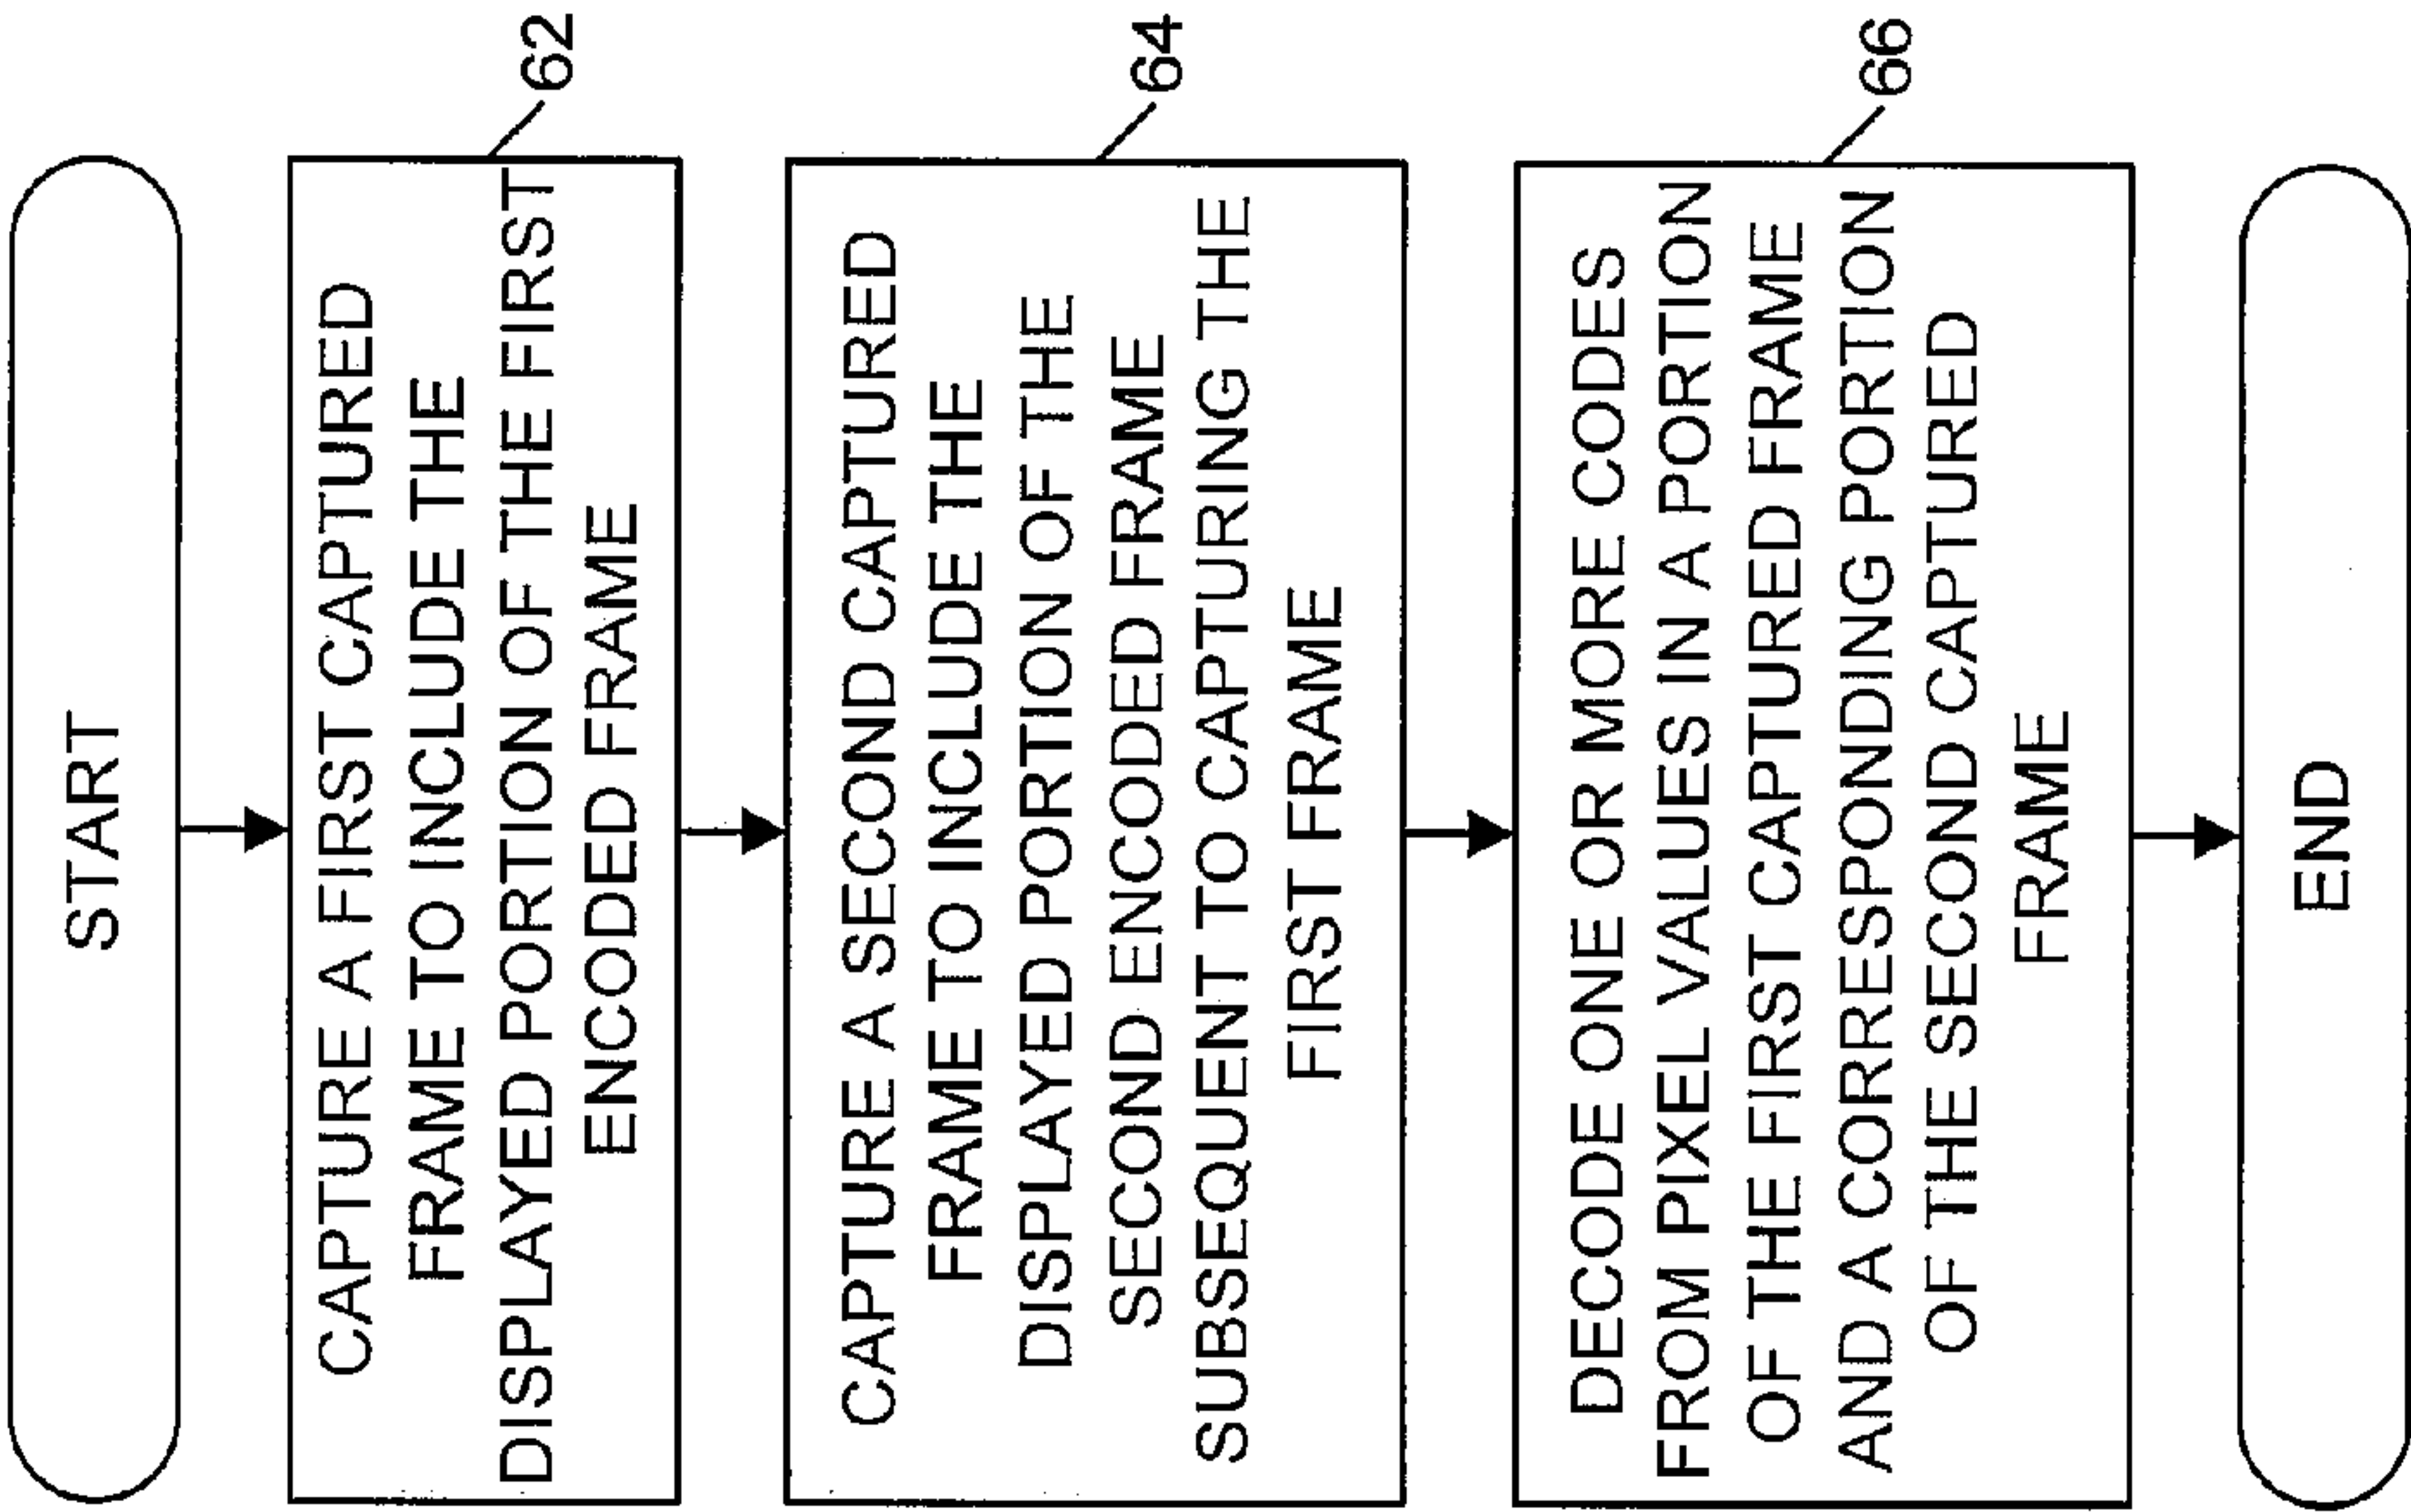 START
CAPTURE A FIRST CAPTURED
FRAME TO INCLUDE THE
DISPLAYED PORTION OF THE FIRST
ENCODED FRAME
62
CAPTURE A SECOND CAPTURED
FRAME TO INCLUDE THE
DISPLAYED PORTION OF THE
SECOND ENCODED FRAME
SUBSEQUENT TO CAPTURING THE
FIRST FRAME
64
DECODE ONE OR MORE CODES
FROM PIXEL VALUES IN A PORTION
OF THE FIRST CAPTURED FRAME
AND A CORRESPONDING PORTION
OF THE SECOND CAPTURED
FRAME
66
END